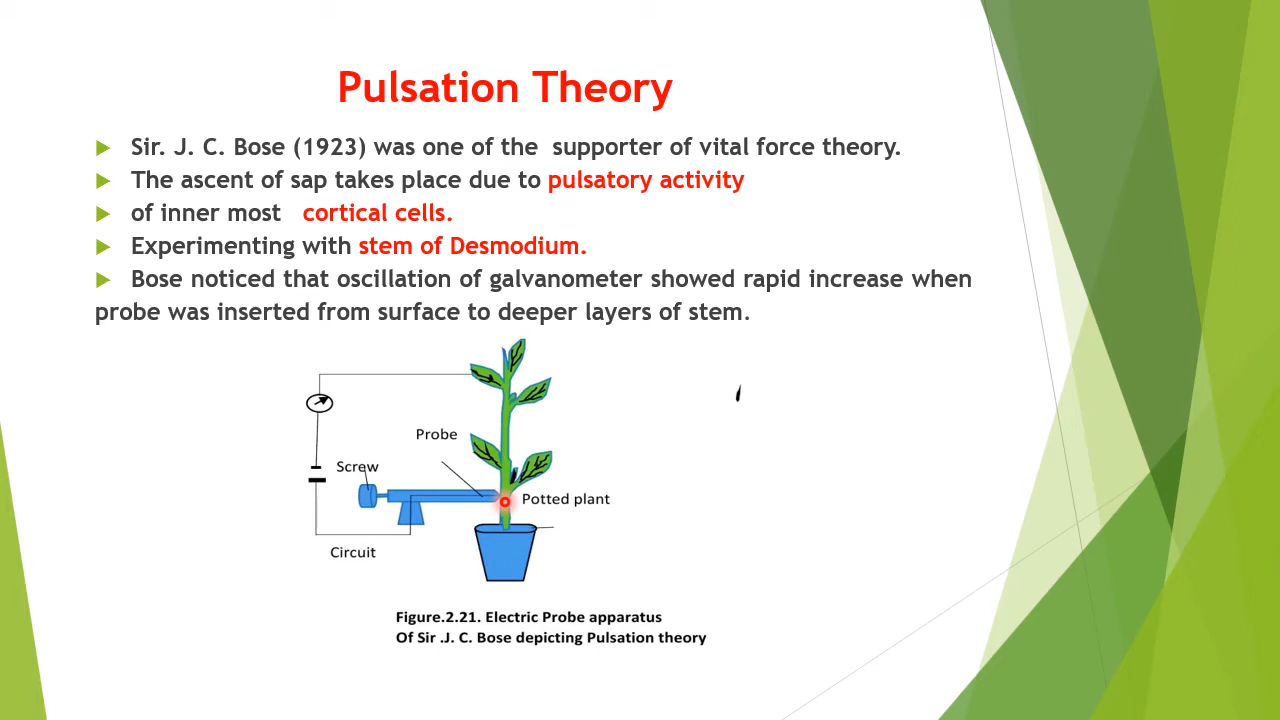 Pulsation Theory
Sir. J. C. Bose (1923) was one of the supporter of vital force theory.
The ascent of sap takes place due to pulsatory activity
of inner most cortical cells.
Experimenting with stem of Desmodium.
Bose noticed that oscillation of galvanometer showed rapid increase when
probe was inserted from surface to deeper layers of stem.
Probe
Screw
Potted plant
Circuit
Figure.2.21. Electric Probe apparatus
Of Sir .J. C. Bose depicting Pulsation theory